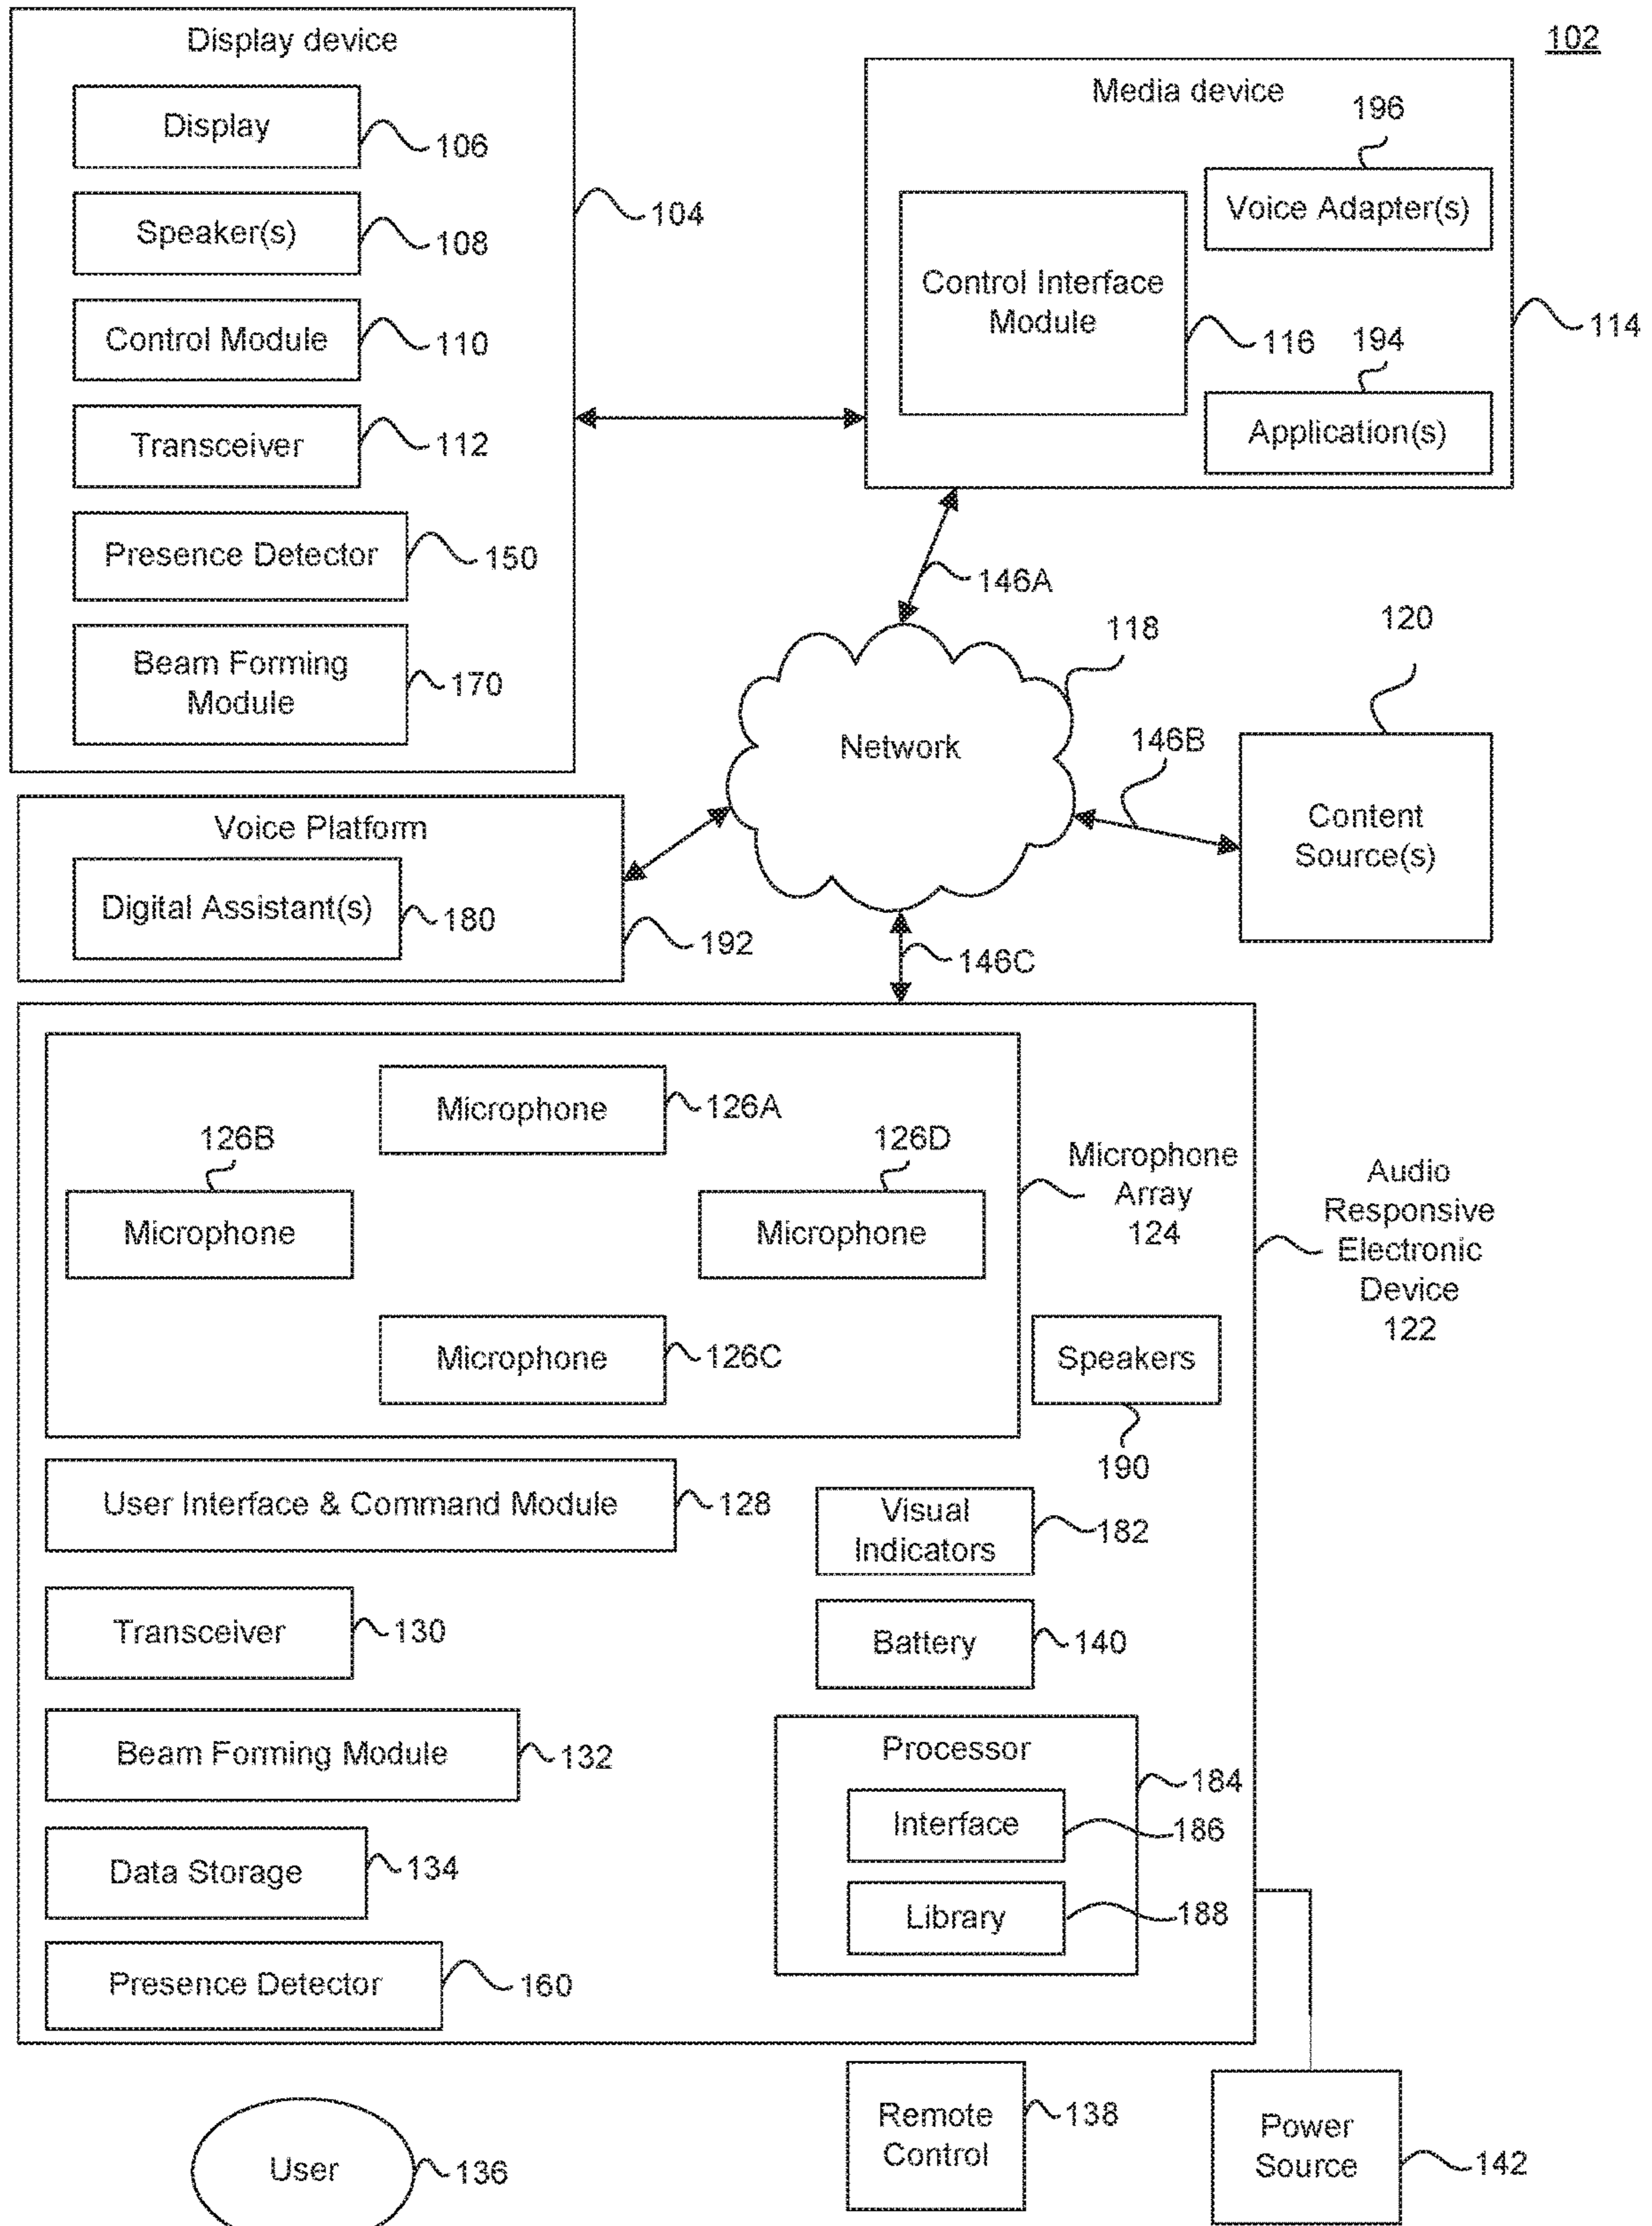 102
Display device
Display
106
Speaker(s)
108
Control Module
110
Transceiver
112
Presence Detector
150
Beam Forming
Module
170
104
Media device
196
Voice Adapter(s)
Control Interface
Module
116
194
Application(s)
114
146A
118
Network
120
146B
Content
Source(s)
Voice Platform
Digital Assistant(s)
180
192
146C
Microphone
126A
126B
Microphone
126D
Microphone
Microphone
126C
Microphone
Array
124
Audio
Responsive
Electronic
Device
122
Speakers
190
User Interface & Command Module
128
Visual
Indicators
182
Transceiver
130
Battery
140
Beam Forming Module
132
Processor
184
Interface
186
Library
188
Data Storage
134
Presence Detector
160
User
136
Remote
Control
138
Power
Source
142